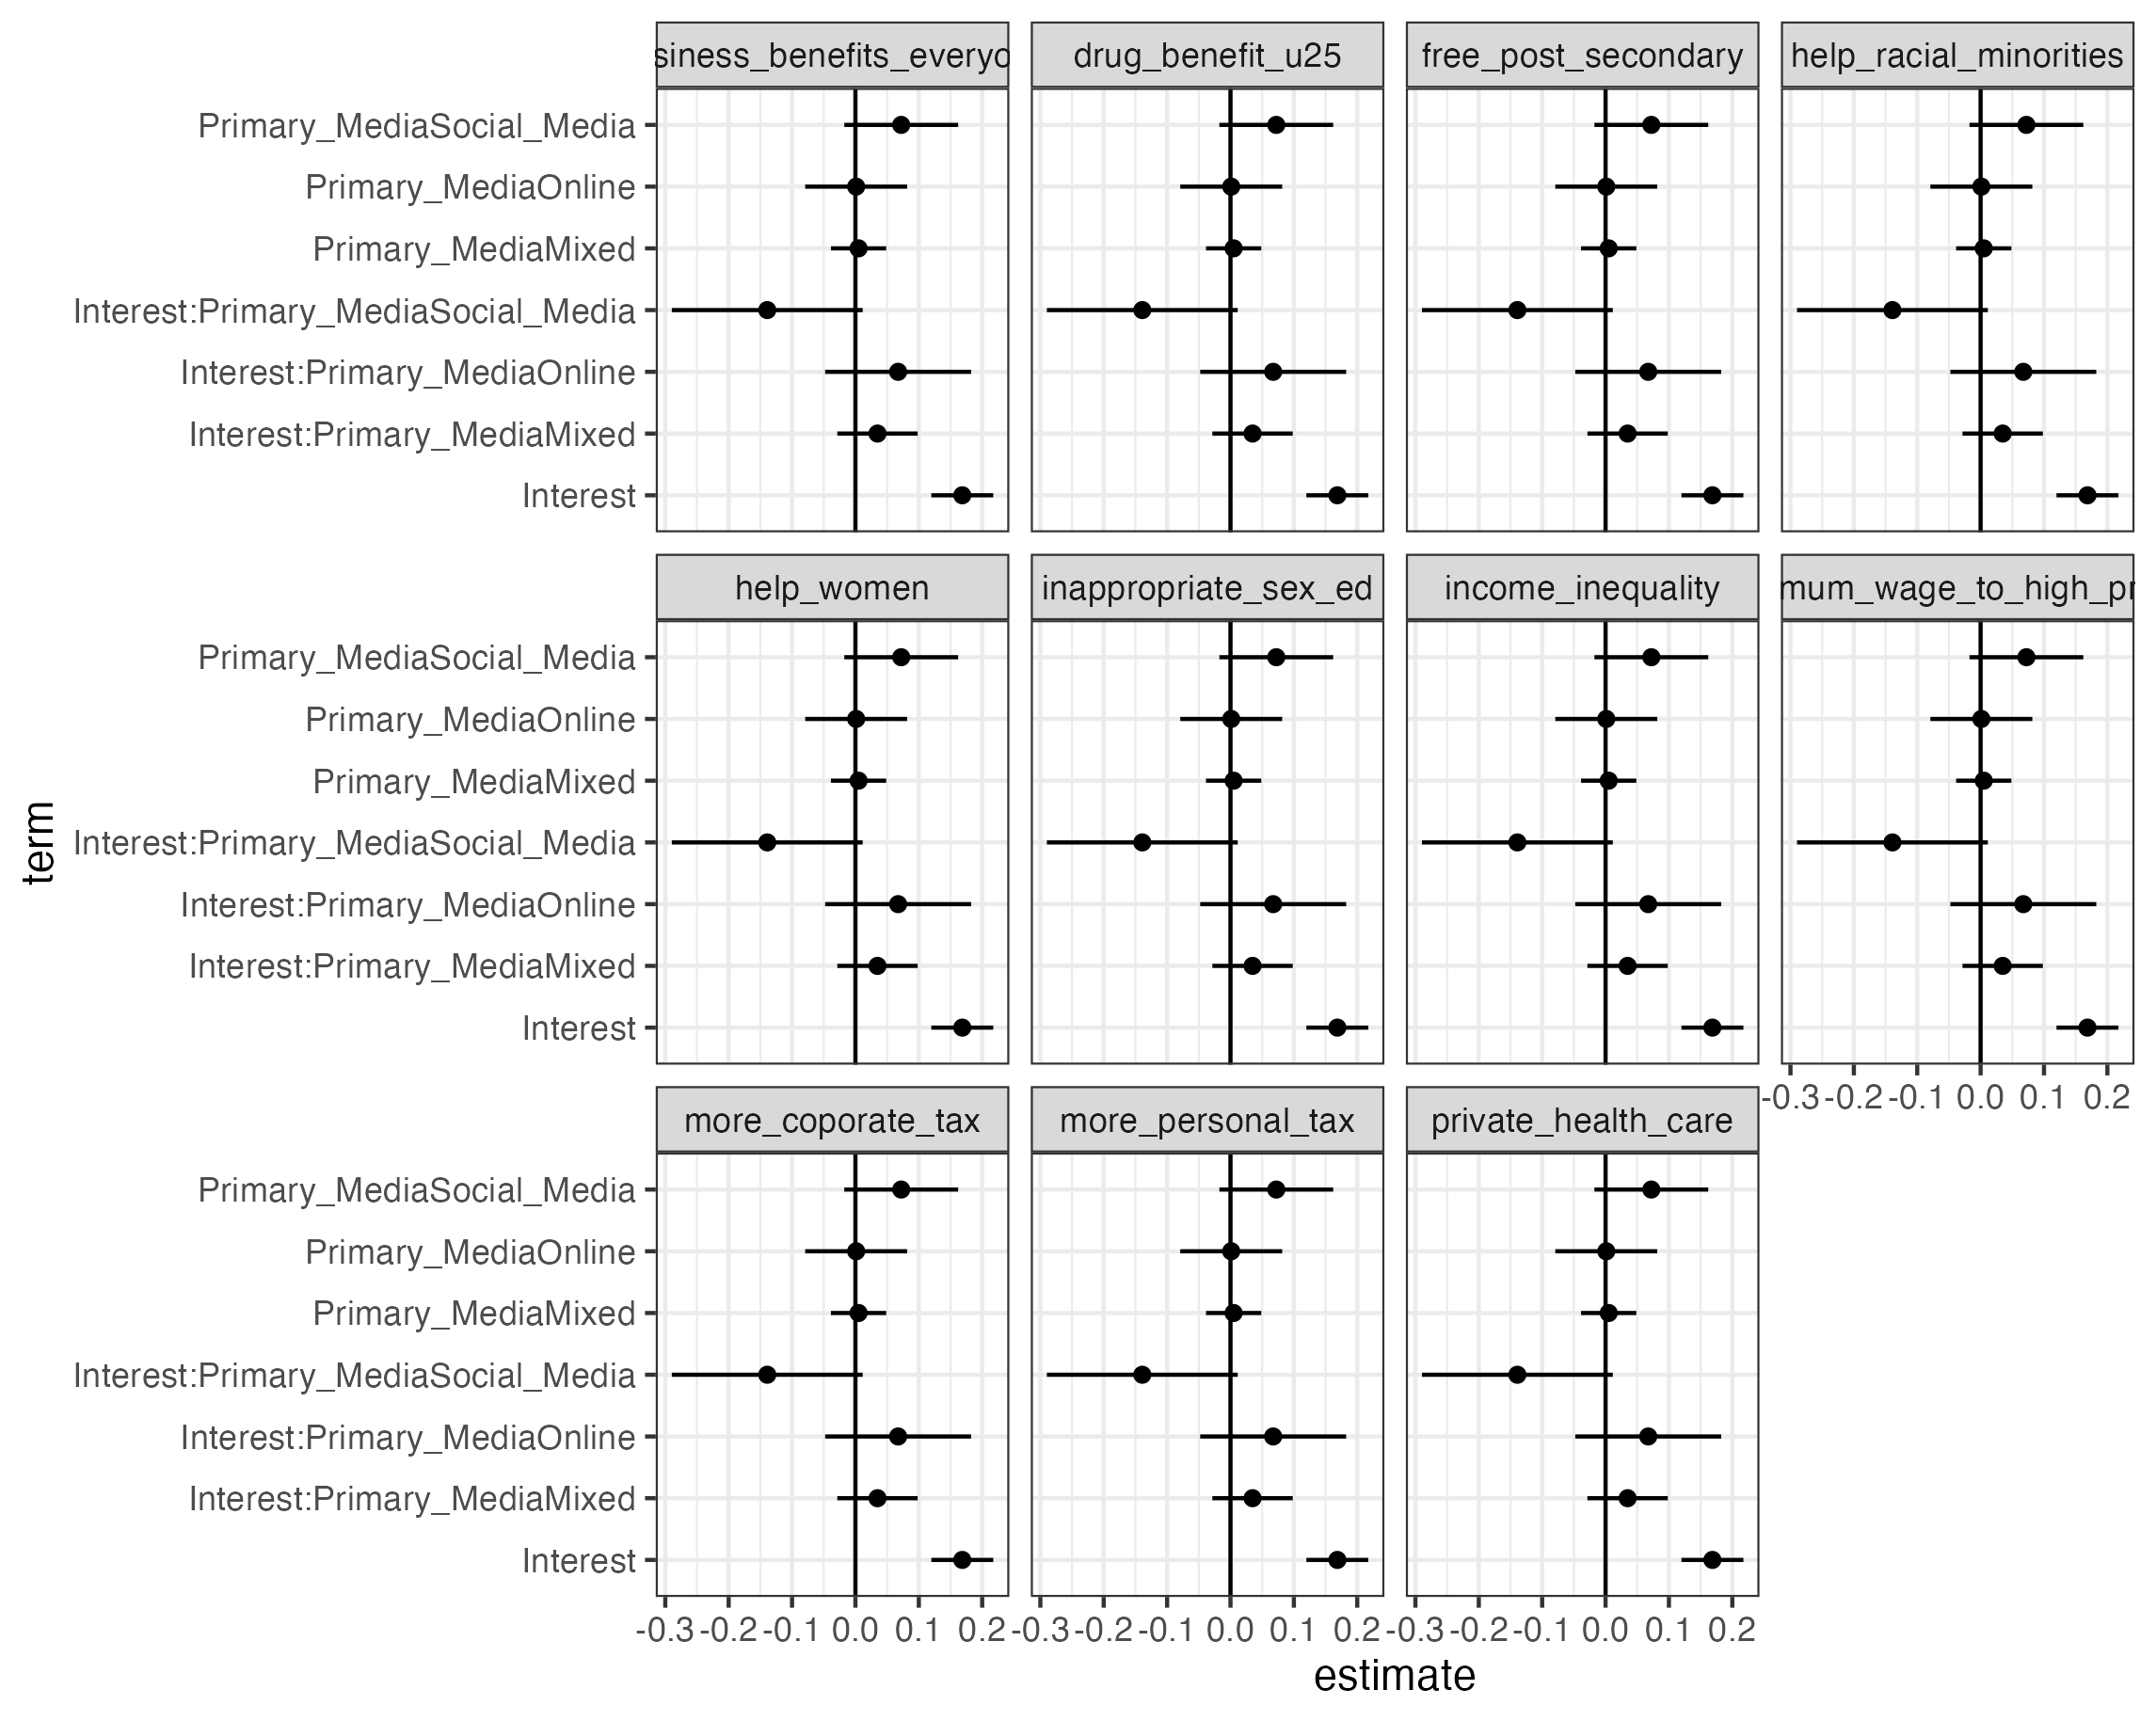 siness_benefits_everyo
drug_benefit_u25
free_post_secondary
help_racial_minorities
Primary_MediaSocial_Media
Primary_MediaOnline
Primary_MediaMixed
Interest:Primary_MediaSocial_Media
Interest:Primary_MediaOnline
Interest:Primary_MediaMixed
Interest
help_women
inappropriate_sex_ed
income_inequality
mum_wage_to_high_pr
Primary_MediaSocial_Media
Primary_MediaOnline
Primary_MediaMixed
Interest:Primary_MediaSocial_Media
Interest:Primary_MediaOnline
Interest:Primary_MediaMixed
Interest
-0.3 -0.2 -0.1 0.0 0.1 0.2
more_coporate_tax
more_personal_tax
private_health_care
Primary_MediaSocial_Media
Primary_MediaOnline
Primary_MediaMixed
Interest:Primary_MediaSocial_Media
Interest:Primary_MediaOnline
Interest:Primary_MediaMixed
Interest
-0.3 -0.2 -0.1 0.0 0.1 0.2
-0.3 -0.2 -0.1 0.0 0.1 0.2
-0.3 -0.2 -0.1 0.0 0.1 0.2
estimate
term